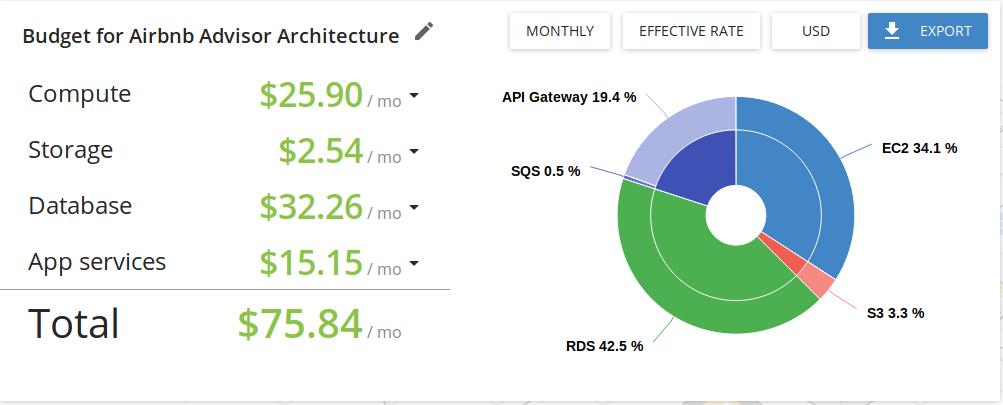 Budget for Airbnb Advisor Architecture
MONTHLY
EFFECTIVE RATE
USD
EXPORT
Compute $25.90 / mo
Storage $2.54 / mo
Database $32.26 / mo
App services $15.15 / mo
Total $75.84 / mo
API Gateway 19.4 %
EC2 34.1 %
SQS 0.5 %
S3 3.3 %
RDS 42.5 %